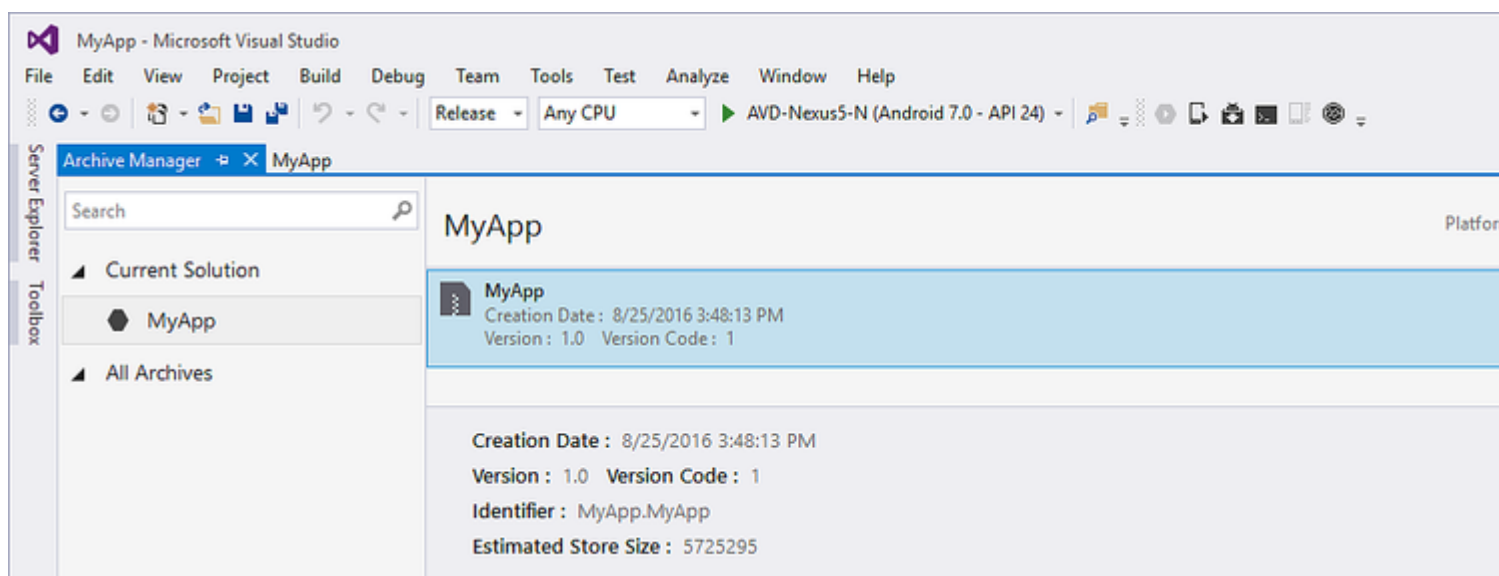 MyApp - Microsoft Visual Studio
File Edit View Project Build Debug Team Tools Test Analyze Window Help
Release Any CPU AVD-Nexus5-N (Android 7.0 - API 24)
Server Explorer
Toolbox
Archive Manager MyApp
Search
Current Solution
MyApp
All Archives
MyApp
Platfor
MyApp
Creation Date : 8/25/2016 3:48:13 PM
Version : 1.0 Version Code : 1
Creation Date : 8/25/2016 3:48:13 PM
Version : 1.0 Version Code : 1
Identifier : MyApp.MyApp
Estimated Store Size : 5725295